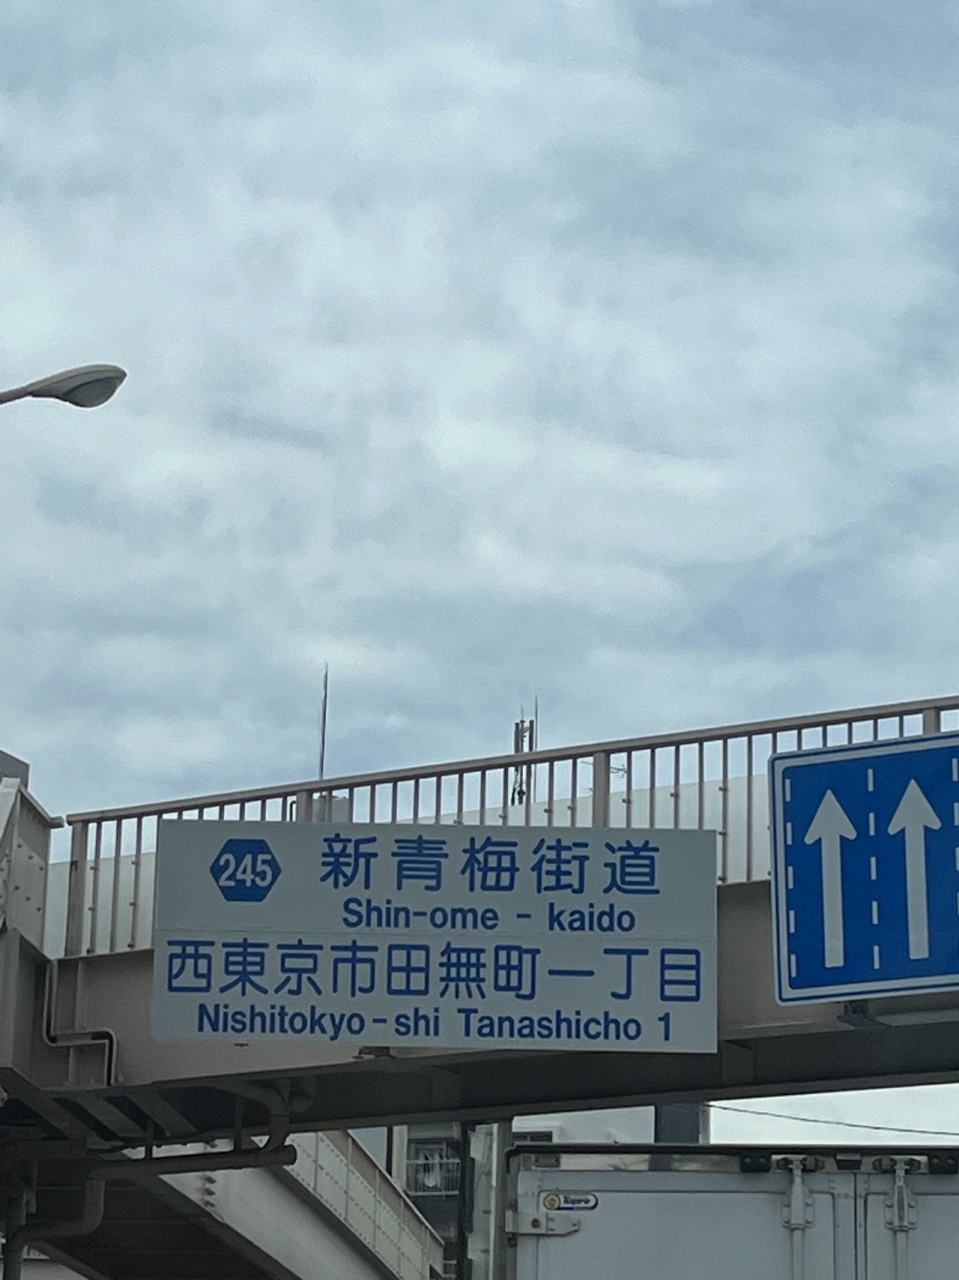 245 新青梅街道
Shin-ome - kaido
西東京市田無町一丁目
Nishitokyo-shi Tanashicho 1